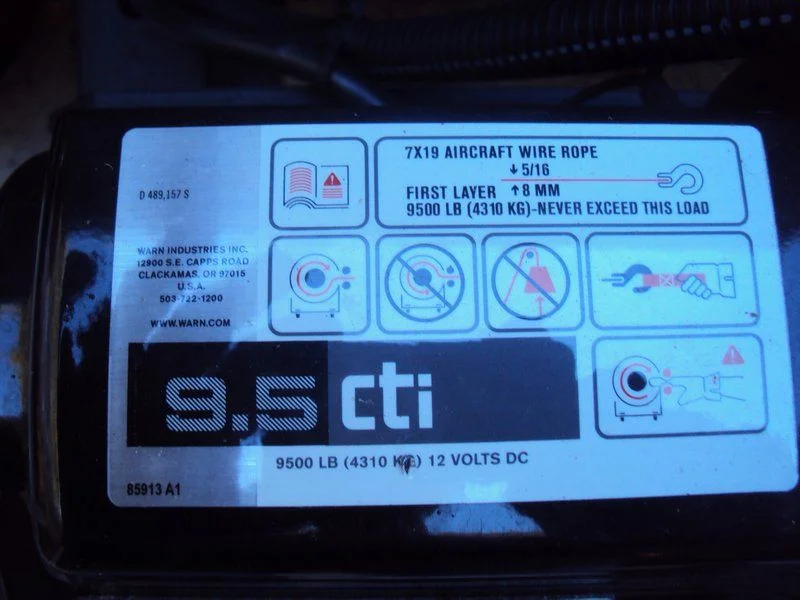 7X19 AIRCRAFT WIRE ROPE
5/16
FIRST LAYER 8 MM
9500 LB (4310 KG)-NEVER EXCEED THIS LOAD
D 489,157 S
WARN INDUSTRIES INC.
12900 S.E. CAPPS ROAD
CLACKAMAS, OR 97015
U.S.A.
503-722-1200
WWW.WARN.COM
9.5 cti
9500 LB (4310 KG) 12 VOLTS DC
85913 A1